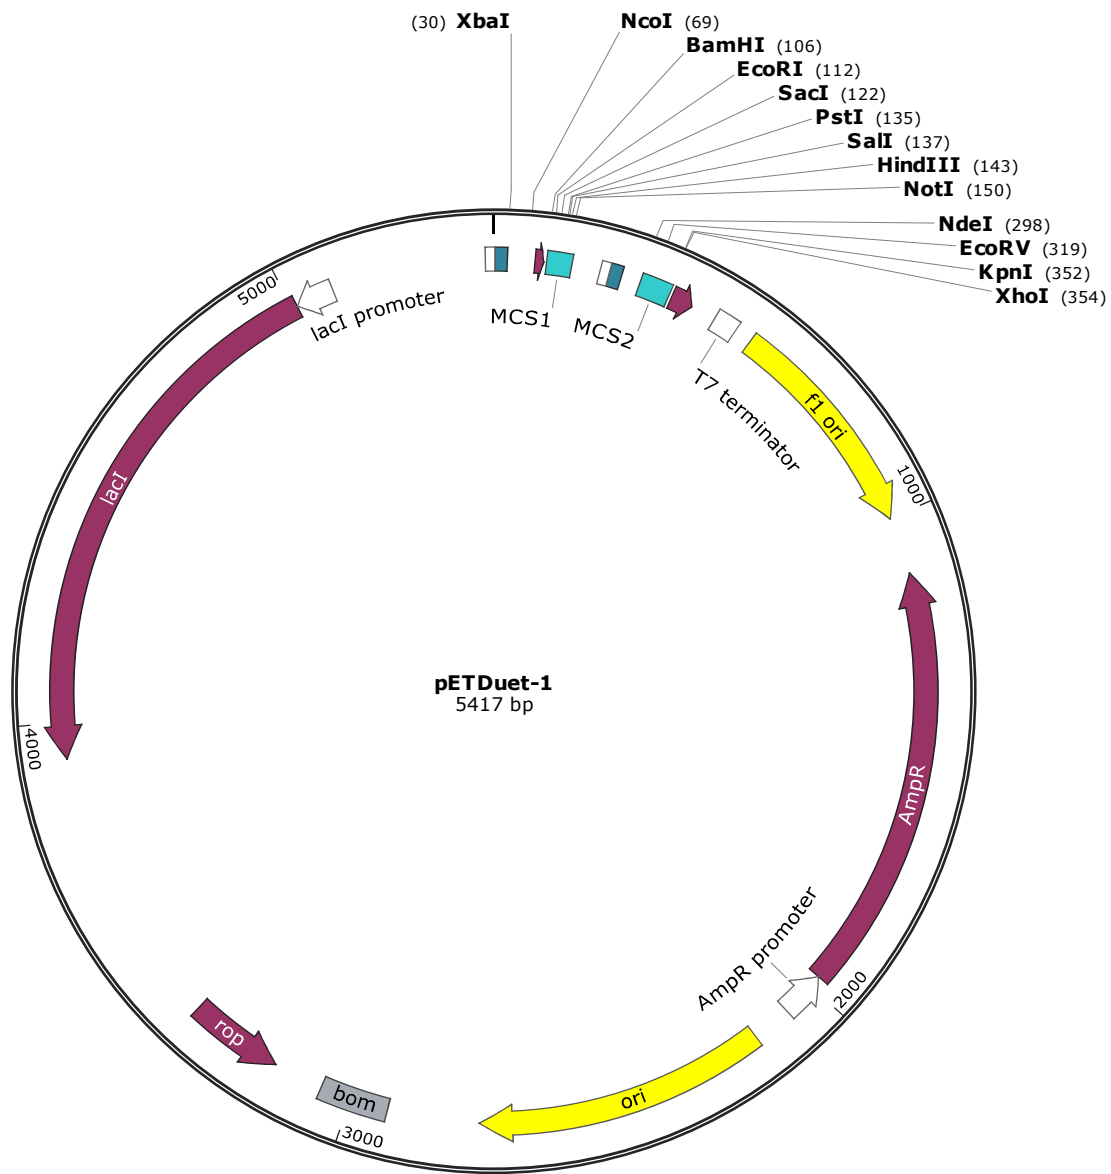 (30) XbaI
NcoI (69)
BamHI (106)
EcoRI (112)
SacI (122)
PstI (135)
SalI (137)
HindIII (143)
NotI (150)
NdeI (298)
EcoRV (319)
KpnI (352)
XhoI (354)
5000
lacI promoter
MCS1
MCS2
T7 terminator
f1 ori
1000
lacI
pETDuet-1
5417 bp
4000
AmpR
AmpR promoter
2000
rop
bom
ori
3000